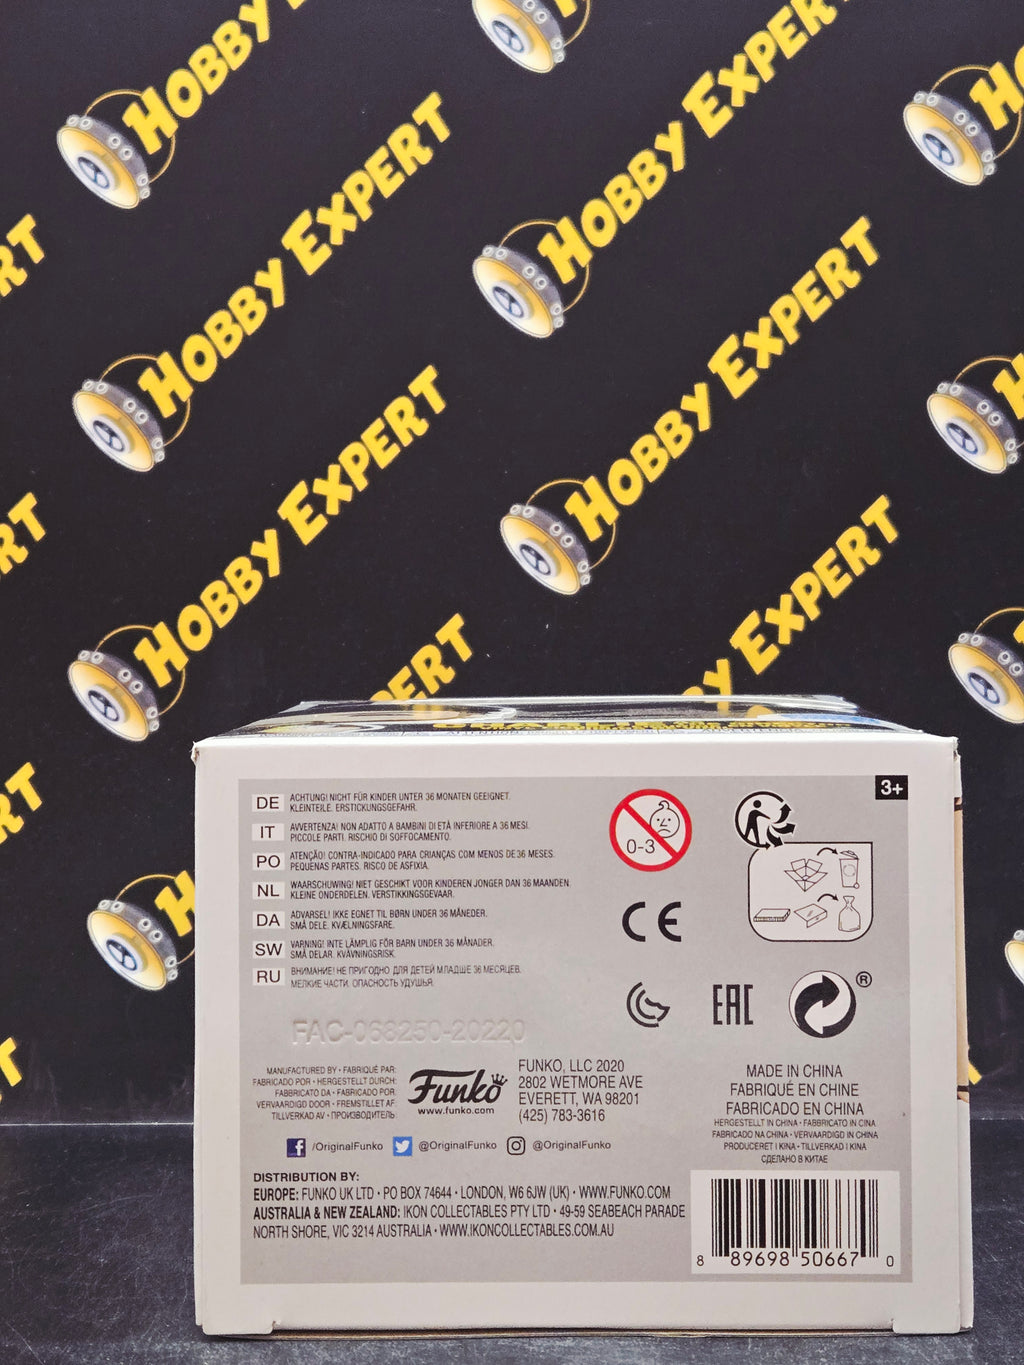 HOBBY EXPERT
HOBBY EXPERT
HOBBY EXPERT
HOBBY EXPERT
HOBBY EXPERT
HOBBY EXPERT
3+
DE ACHTUNG! NICHT FÜR KINDER UNTER 36 MONATEN GEEIGNET.
KLEINTEILE. ERSTICKUNGSGEFAHR.
IT AVVERTENZA! NON ADATTO A BAMBINI DI ETÀ INFERIORE A 36 MESI.
PICCOLE PARTI. RISCHIO DI SOFFOCAMENTO.
PO ATENÇÃO! CONTRA-INDICADO PARA CRIANÇAS COM MENOS DE 36 MESES.
PEQUENAS PARTES. RISCO DE ASFIXIA.
NL WAARSCHUWING! NIET GESCHIKT VOOR KINDEREN JONGER DAN 36 MAANDEN.
KLEINE ONDERDELEN. VERSTIKKINGSGEVAAR.
DA ADVARSEL! IKKE EGNET TIL BØRN UNDER 36 MÅNEDER.
SMÅ DELE. KVÆLNINGSFARE.
SW VARNING! INTE LÄMPLIG FÖR BARN UNDER 36 MÅNADER.
SMÅ DELAR. KVÄVNINGSRISK.
RU ВНИМАНИЕ! НЕ ПРИГОДНО ДЛЯ ДЕТЕЙ МЛАДШЕ 36 МЕСЯЦЕВ.
МЕЛКИЕ ЧАСТИ. ОПАСНОСТЬ УДУШЬЯ.
0-3
CE
EAC
®
FAC-068250-20220
MANUFACTURED BY • FABRIQUÉ PAR:
FABRICADO POR • HERGESTELLT DURCH:
FABBRICATO DA • FABRICADO POR:
VERVAARDIGD DOOR • FREMSTILLET AF:
TILLVERKAD AV • ПРОИЗВОДИТЕЛЬ:
Funko
www.funko.com
FUNKO, LLC 2020
2802 WETMORE AVE
EVERETT, WA 98201
(425) 783-3616
MADE IN CHINA
FABRIQUÉ EN CHINE
FABRICADO EN CHINA
HERGESTELLT IN CHINA • FABBRICATO IN CINA
FABRICADO NA CHINA • VERVAARDIGD IN CHINA
PRODUCERET I KINA • TILLVERKAD I KINA
СДЕЛАНО В КИТАЕ
/OriginalFunko @OriginalFunko @OriginalFunko
DISTRIBUTION BY:
EUROPE: FUNKO UK LTD • PO BOX 74644 • LONDON, W6 6JW (UK) • WWW.FUNKO.COM
AUSTRALIA & NEW ZEALAND: IKON COLLECTABLES PTY LTD • 49-59 SEABEACH PARADE
NORTH SHORE, VIC 3214 AUSTRALIA • WWW.IKONCOLLECTABLES.COM.AU
8 89698 50667 0